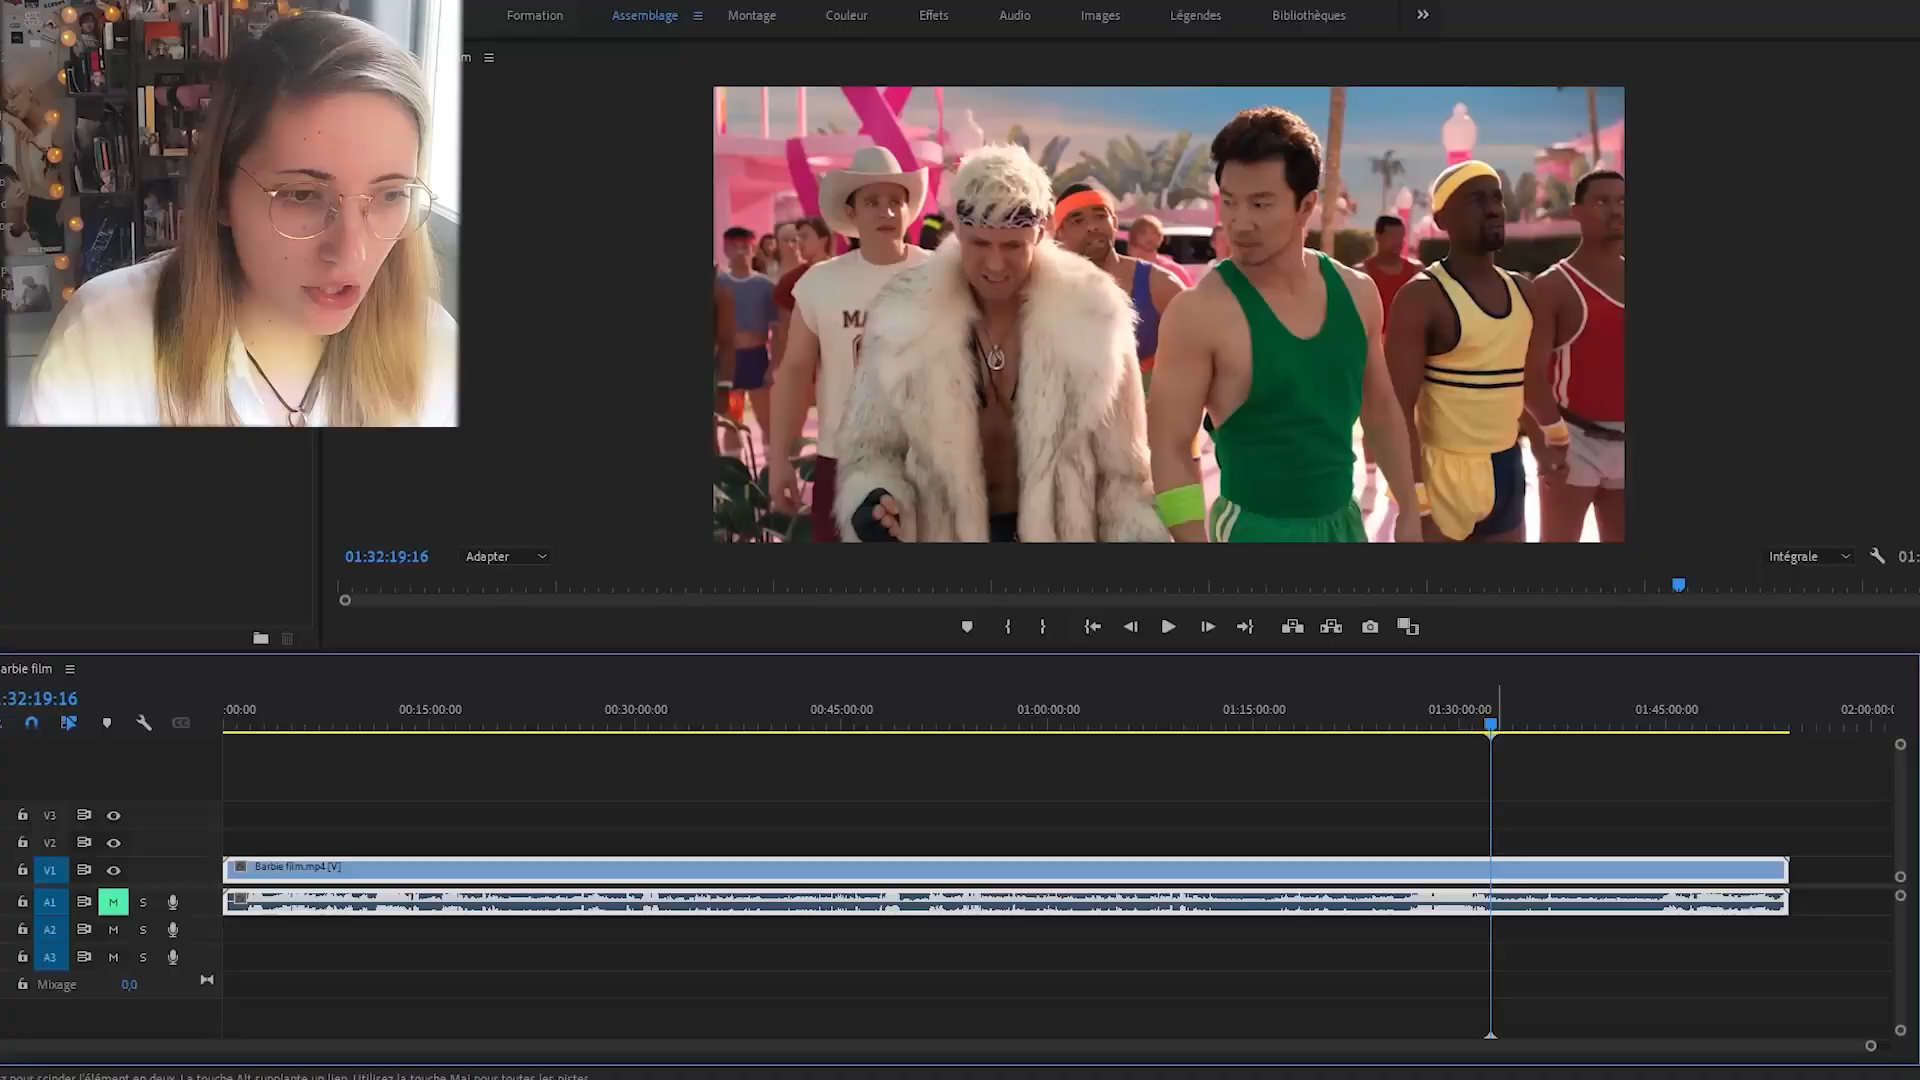 Formation Assemblage Montage Couleur Effets Audio Images Légendes Bibliothèques
m
MA
01:32:19:16 Adapter Intégrale 01:
arbie film
:32:19:16
:00:00 00:15:00:00 00:30:00:00 00:45:00:00 01:00:00:00 01:15:00:00 01:30:00:00 01:45:00:00 02:00:00:0
V3
V2
V1 Barbie film.mp4 [V]
A1 M S
A2 M S
A3 M S
Mixage 0,0
z pour scinder l'élément en deux. La touche Alt supplante un lien. Utilisez la touche Maj pour toutes les pistes.